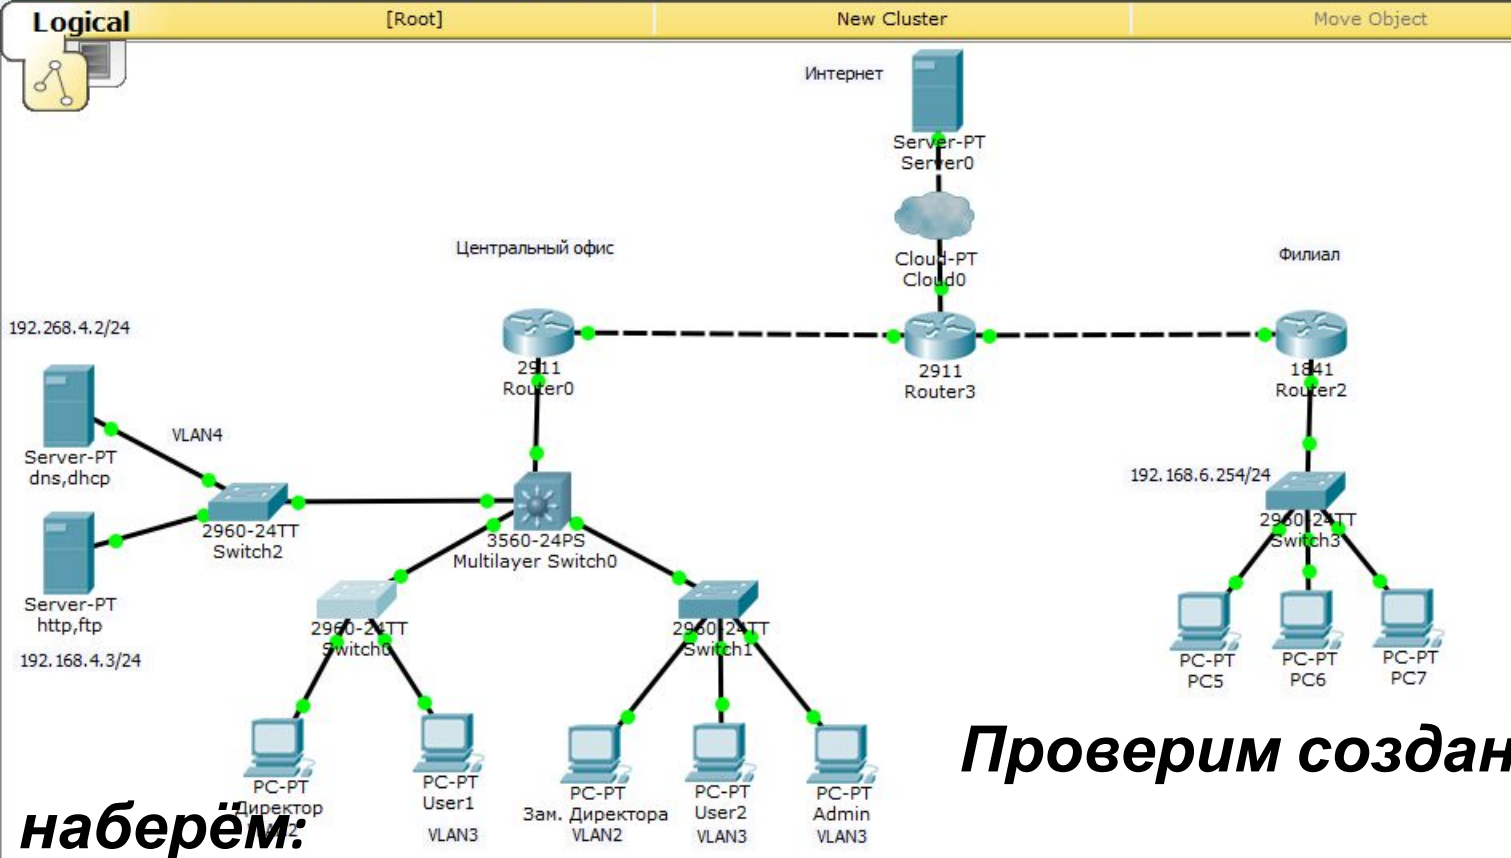 Logical
[Root]
New Cluster
Move Object
Интернет
Server-PT
Server0
Центральный офис
Cloud-PT
Cloud0
Филиал
192.268.4.2/24
2911
Router0
2911
Router3
1841
Router2
VLAN4
Server-PT
dns,dhcp
192.168.6.254/24
2960-24TT
Switch2
3560-24PS
Multilayer Switch0
2960-24TT
Switch3
Server-PT
http,ftp
192.168.4.3/24
2960-24TT
Switch0
2960-24TT
Switch1
PC-PT
PC5
PC-PT
PC6
PC-PT
PC7
Проверим создан
PC-PT
Директор
PC-PT
User1
VLAN3
PC-PT
Зам. Директора
VLAN2
PC-PT
User2
VLAN3
PC-PT
Admin
VLAN3
наберём: